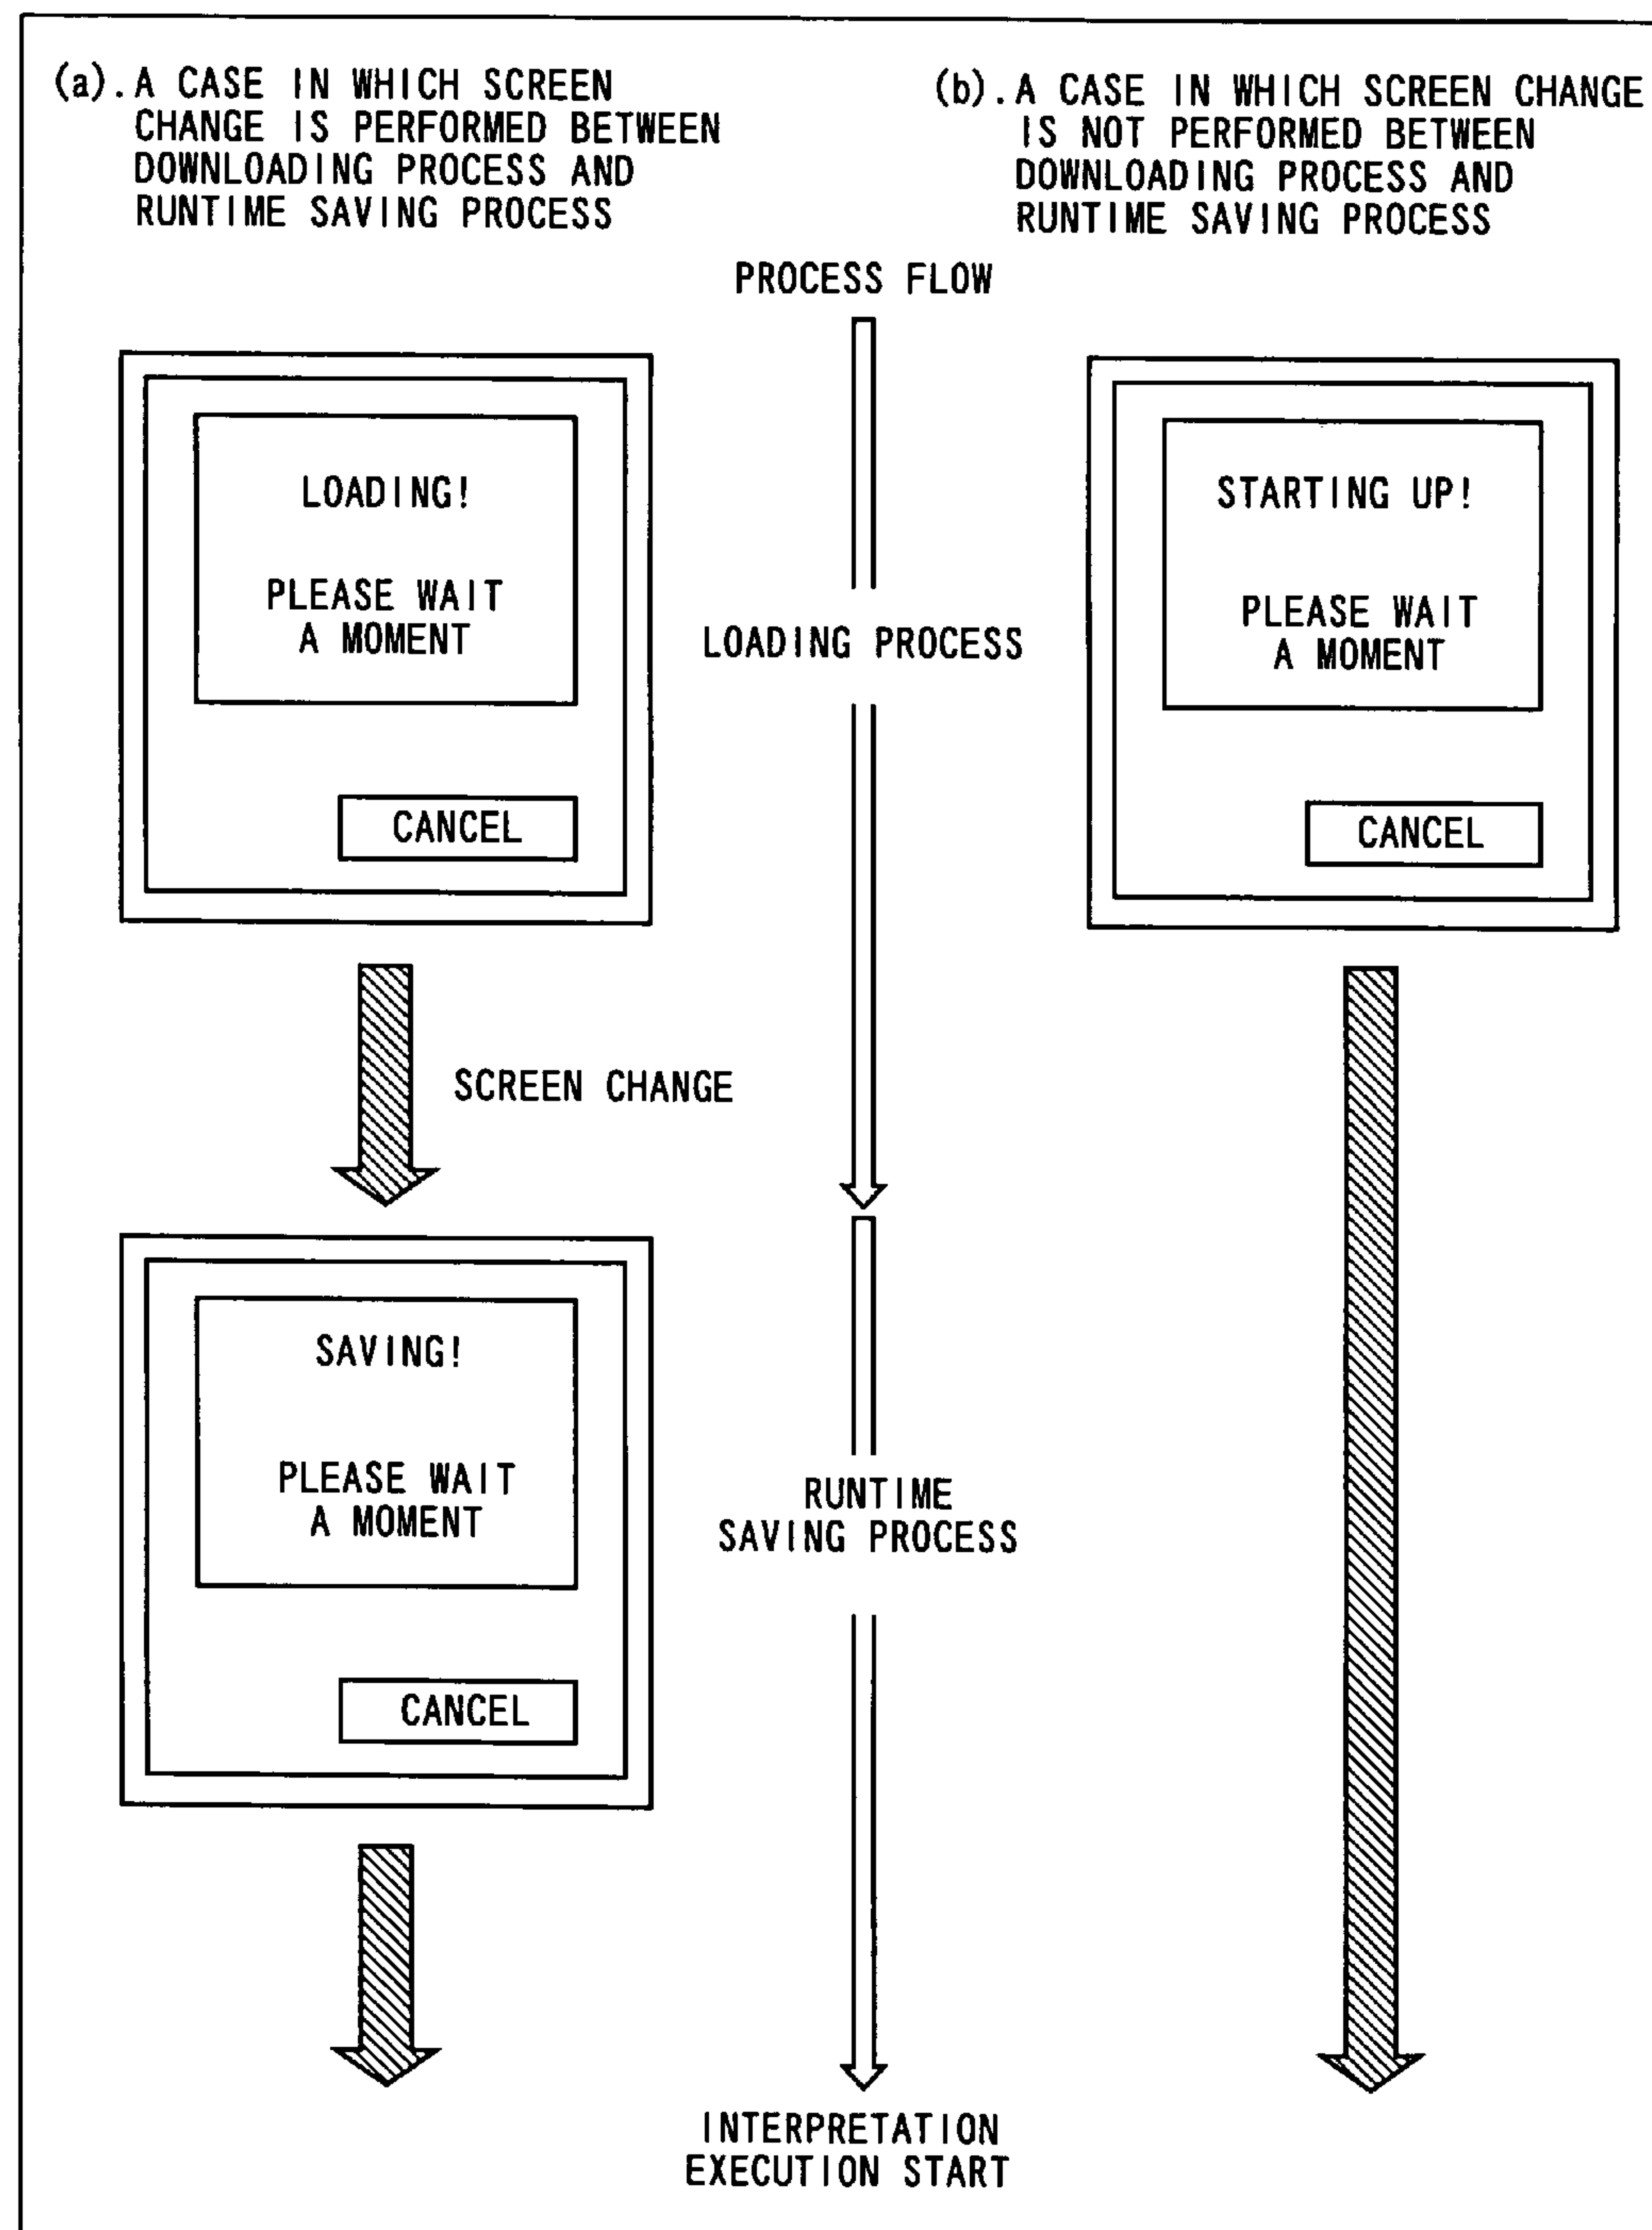 (a). A CASE IN WHICH SCREEN
CHANGE IS PERFORMED BETWEEN
DOWNLOADING PROCESS AND
RUNTIME SAVING PROCESS
(b). A CASE IN WHICH SCREEN CHANGE
IS NOT PERFORMED BETWEEN
DOWNLOADING PROCESS AND
RUNTIME SAVING PROCESS
PROCESS FLOW
LOADING!
PLEASE WAIT
A MOMENT
CANCEL
LOADING PROCESS
STARTING UP!
PLEASE WAIT
A MOMENT
CANCEL
SCREEN CHANGE
SAVING!
PLEASE WAIT
A MOMENT
CANCEL
RUNTIME
SAVING PROCESS
INTERPRETATION
EXECUTION START